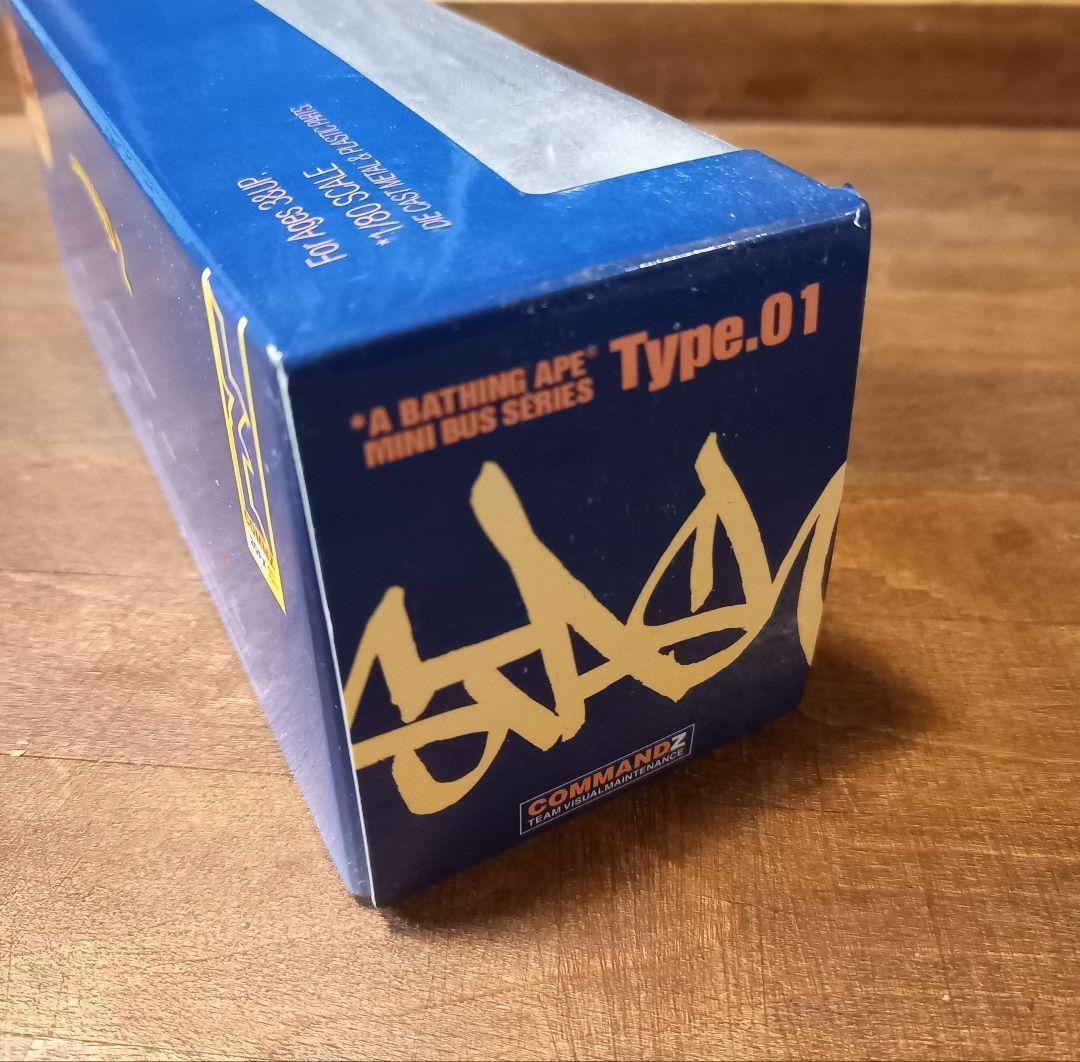 For Ages 3&UP.
*1/80 SCALE
DIE CAST METAL & PLASTIC PARTS.
*A BATHING APE®
MINI BUS SERIES
Type.01
COMMANDZ
TEAM VISUALMAINTENANCE